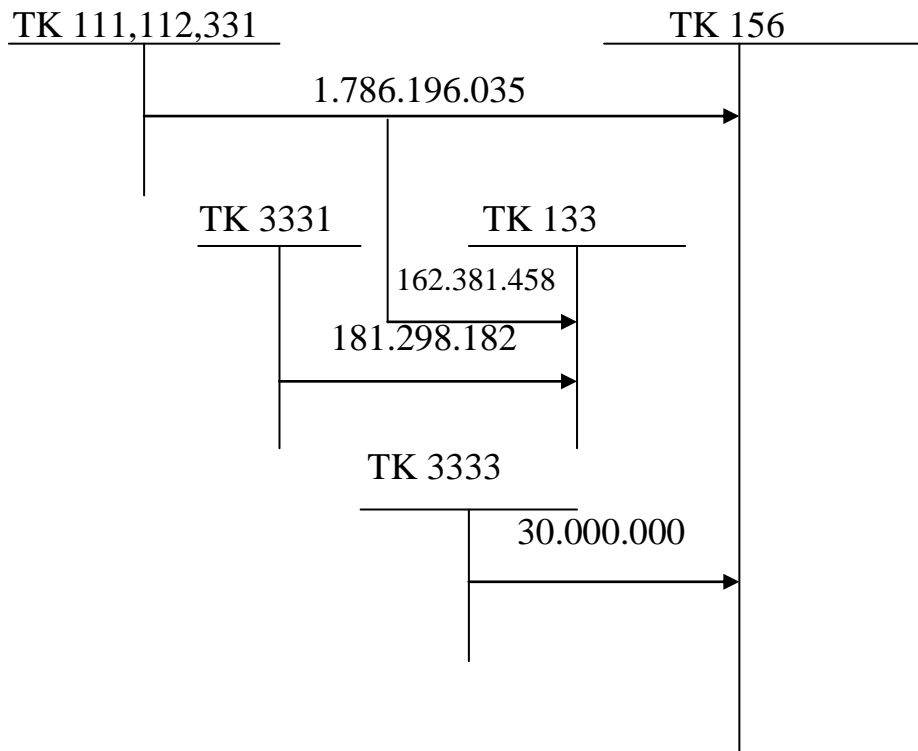 TK 111,112,331
TK 156
1.786.196.035
TK 3331
TK 133
162.381.458
181.298.182
TK 3333
30.000.000